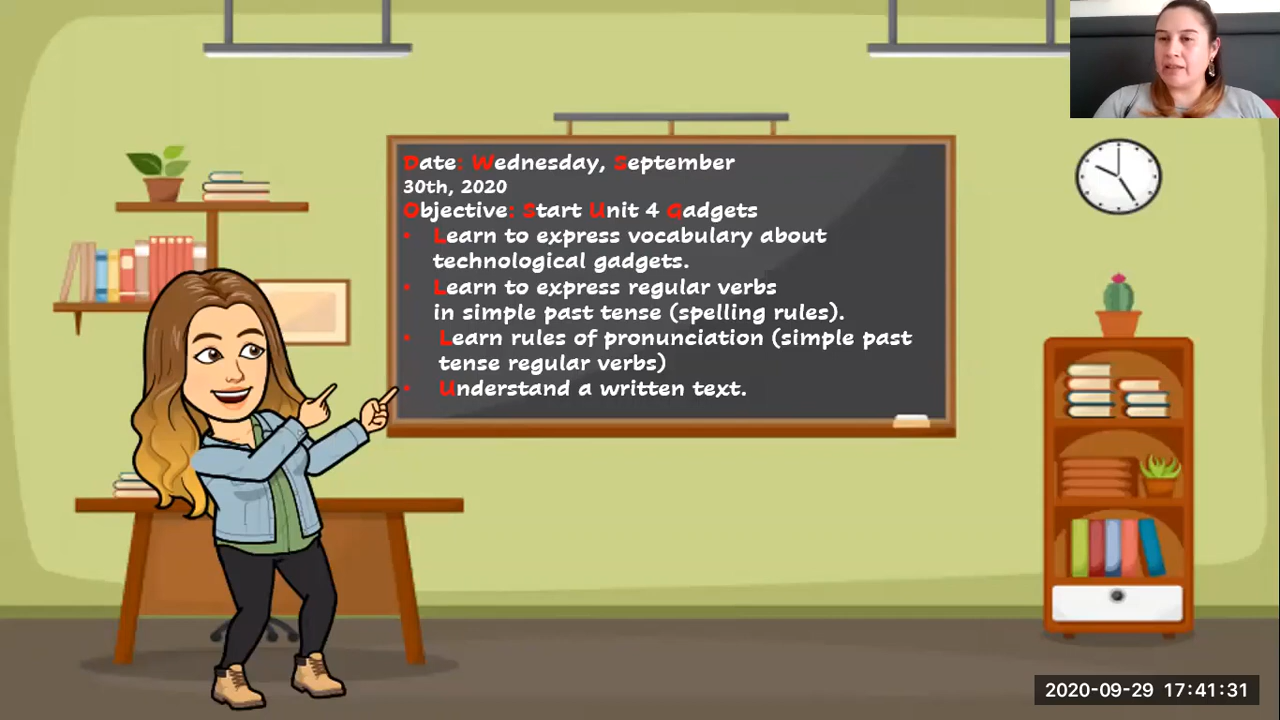 Date: Wednesday, September
30th, 2020
Objective: Start Unit 4 Gadgets
• Learn to express vocabulary about
technological gadgets.
• Learn to express regular verbs
in simple past tense (spelling rules).
• Learn rules of pronunciation (simple past
tense regular verbs)
• Understand a written text.
2020-09-29 17:41:31